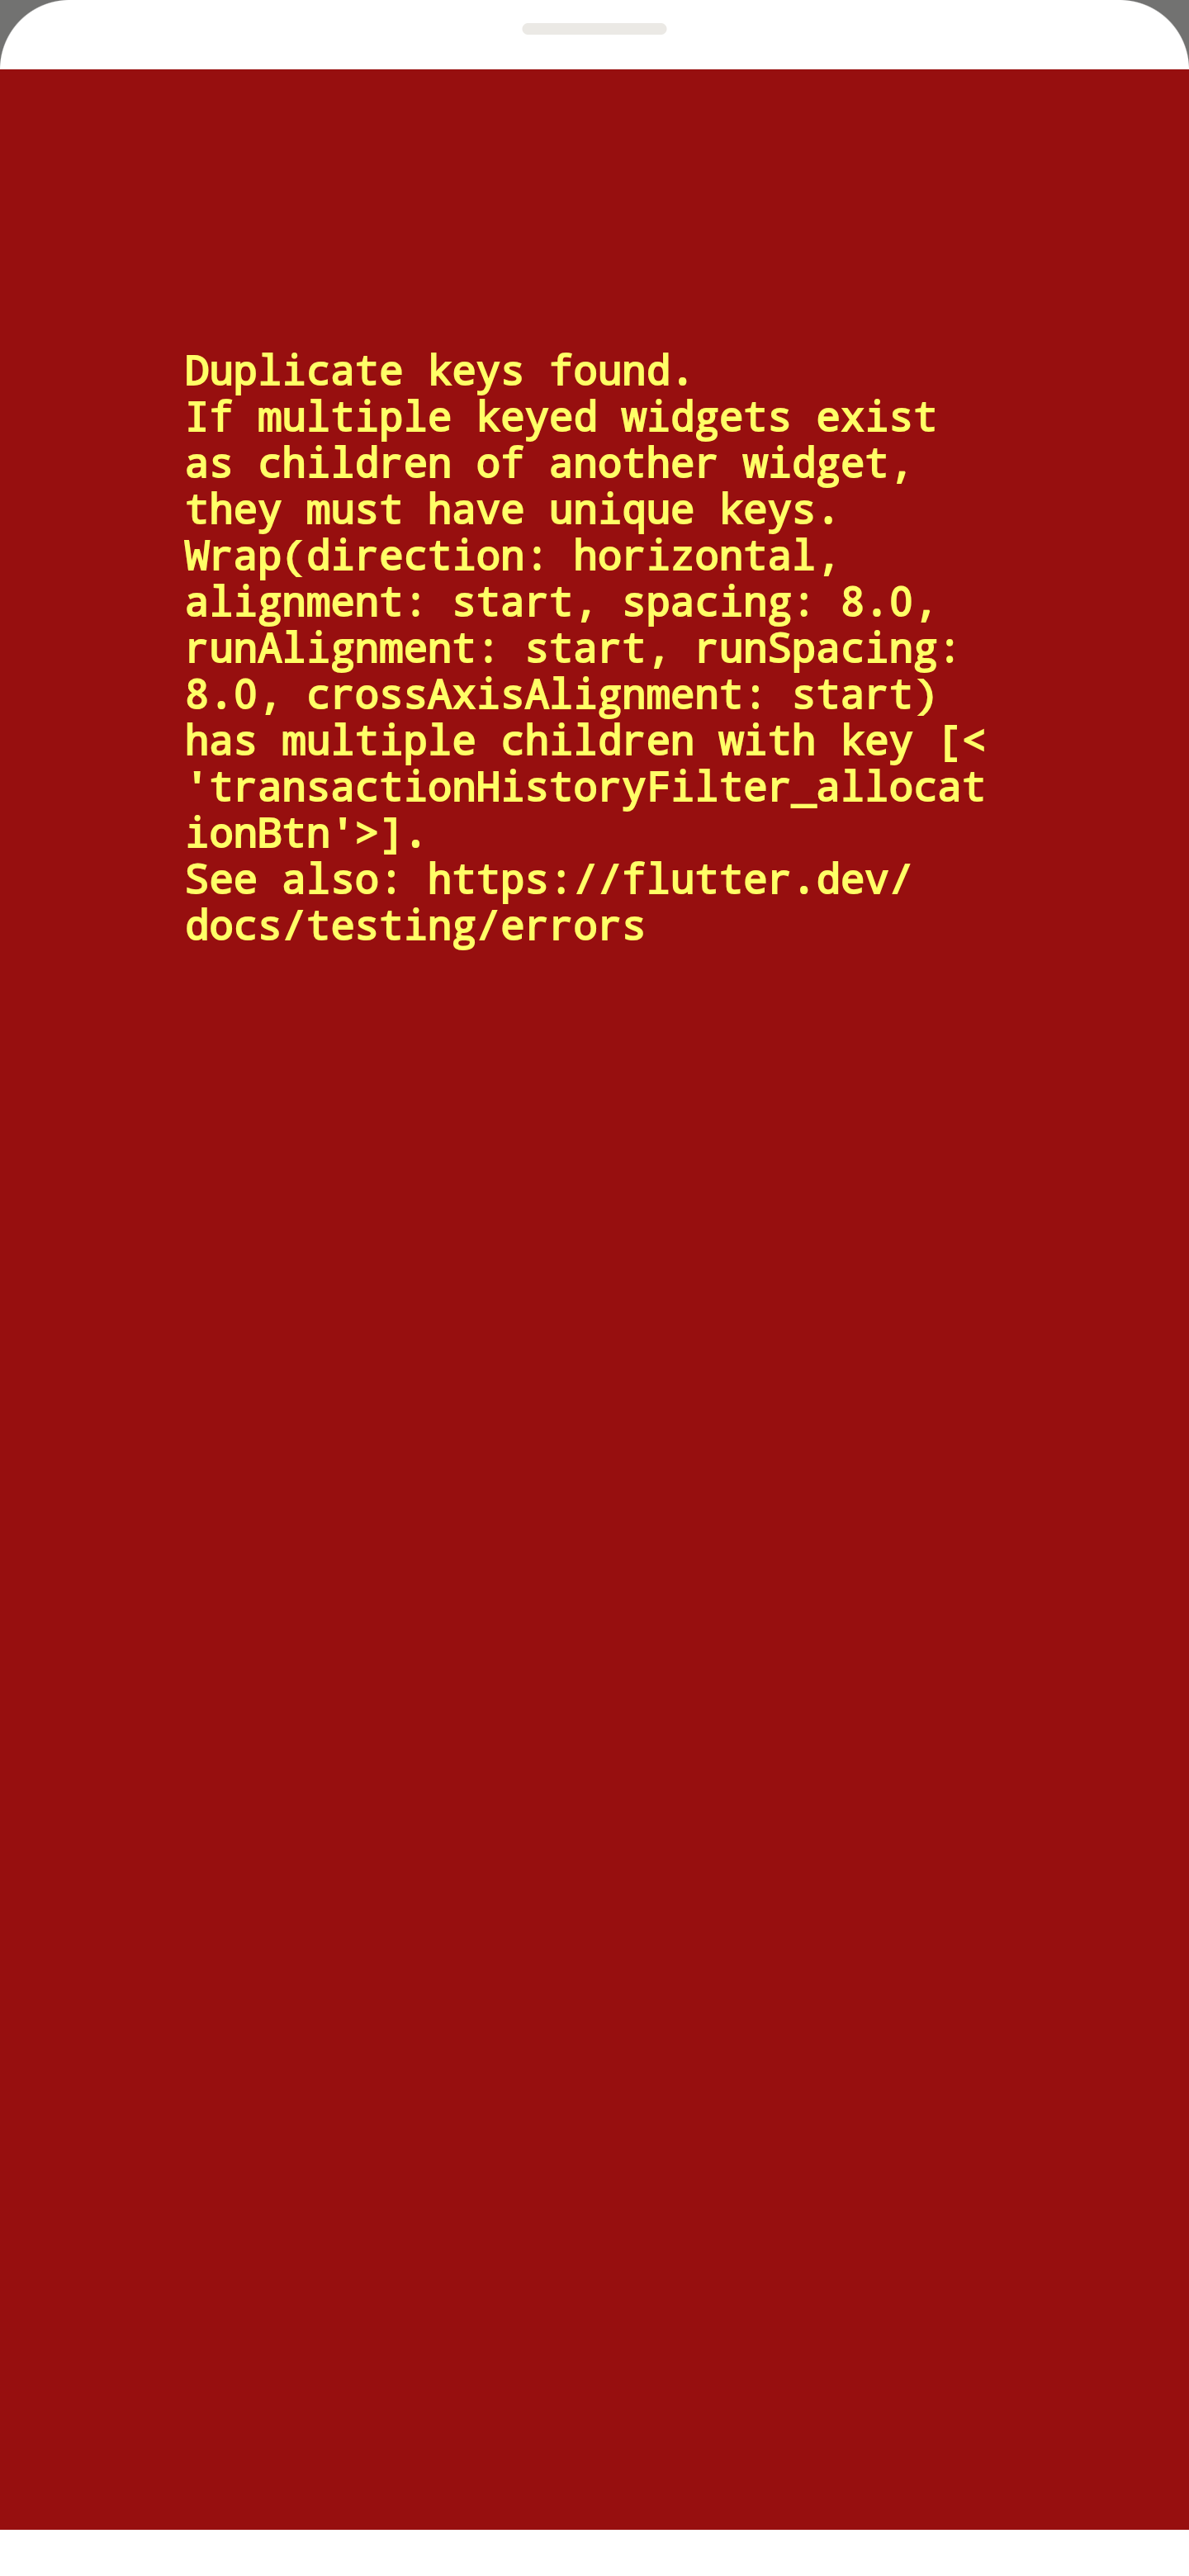 Duplicate keys found.
If multiple keyed widgets exist
as children of another widget,
they must have unique keys.
Wrap(direction: horizontal,
alignment: start, spacing: 8.0,
runAlignment: start, runSpacing:
8.0, crossAxisAlignment: start)
has multiple children with key [<
'transactionHistoryFilter_allocat
ionBtn'>].
See also: https://flutter.dev/
docs/testing/errors